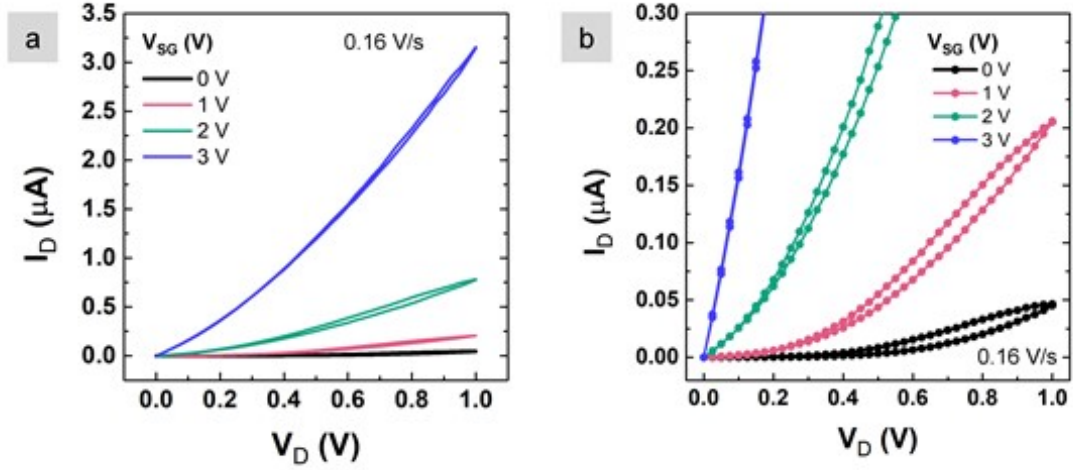 a
V_SG (V)
0.16 V/s
0 V
1 V
2 V
3 V
3.5
3.0
2.5
2.0
1.5
1.0
0.5
0.0
I_D (μA)
0.0
0.2
0.4
0.6
0.8
1.0
V_D (V)
b
V_SG (V)
0 V
1 V
2 V
3 V
0.30
0.25
0.20
0.15
0.10
0.05
0.00
I_D (μA)
0.16 V/s
0.0
0.2
0.4
0.6
0.8
1.0
V_D (V)